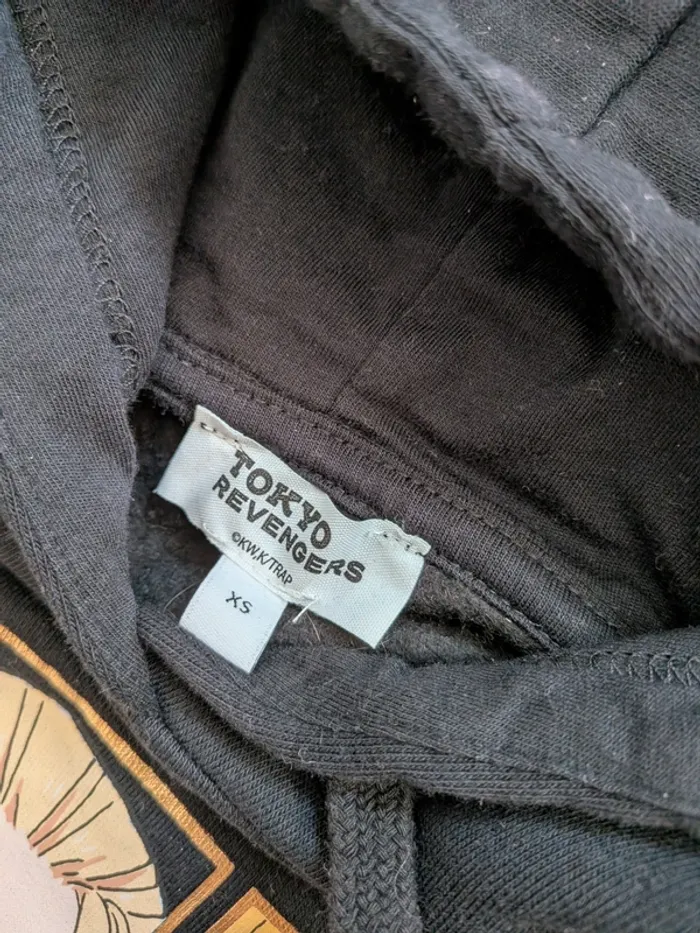 TOKYO
REVENGERS
©KW,K/TRAP
XS